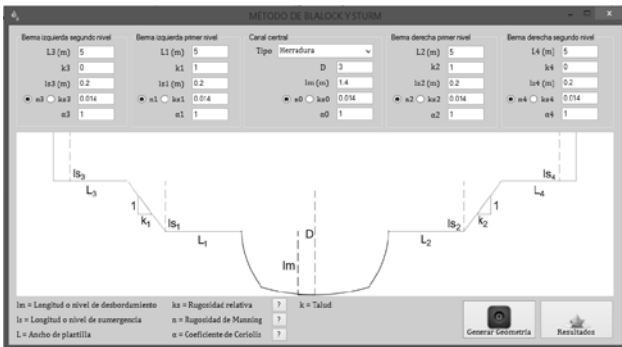 MÉTODO DE BLALOCK Y STURM
Berma izquierda segundo nivel
L3 (m) 5
k3 0
ls3 (m) 0.2
n3 ks3 0.014
α3 1
Berma izquierda primer nivel
L1 (m) 5
k1 1
ls1 (m) 0.2
n1 ks1 0.014
α1 1
Canal central
Tipo Herradura
D 3
lm (m) 1.4
n0 ks0 0.014
α0 1
Berma derecha primer nivel
L2 (m) 5
k2 1
ls2 (m) 0.2
n2 ks2 0.014
α2 1
Berma derecha segundo nivel
L4 (m) 5
k4 0
ls4 (m) 0.2
n4 ks4 0.014
α4 1
ls3
L3
1
k1
ls1
L1
D
lm
L2
ls2
k2
1
L4
ls4
lm = Longitud o nivel de desbordamiento
ls = Longitud o nivel de sumergencia
L = Ancho de plantilla
ks = Rugosidad relativa ?
n = Rugosidad de Manning ?
α = Coeficiente de Coriolis ?
k = Talud
Generar Geometría
Resultados